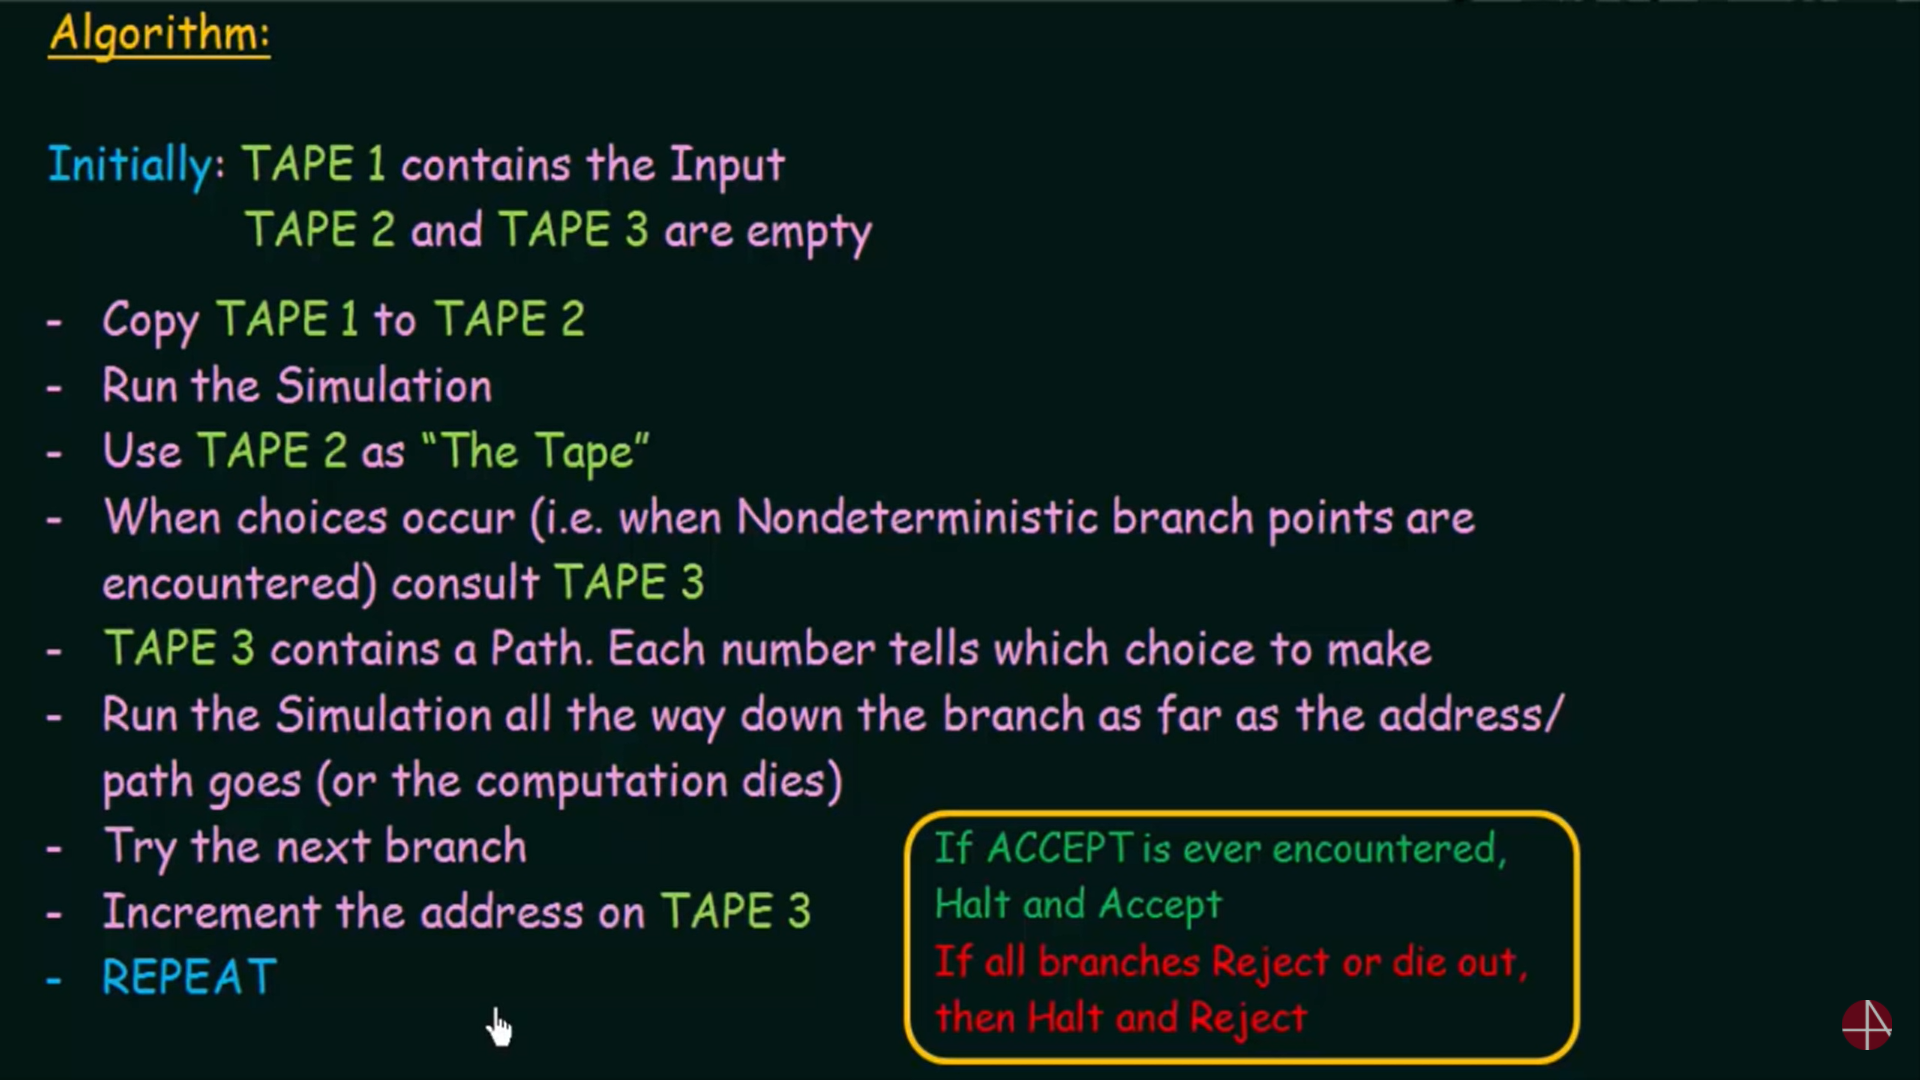 Algorithm:
Initially: TAPE 1 contains the Input
TAPE 2 and TAPE 3 are empty
- Copy TAPE 1 to TAPE 2
- Run the Simulation
- Use TAPE 2 as “The Tape”
- When choices occur (i.e. when Nondeterministic branch points are
encountered) consult TAPE 3
- TAPE 3 contains a Path. Each number tells which choice to make
- Run the Simulation all the way down the branch as far as the address/
path goes (or the computation dies)
- Try the next branch
- Increment the address on TAPE 3
- REPEAT
If ACCEPT is ever encountered,
Halt and Accept
If all branches Reject or die out,
then Halt and Reject